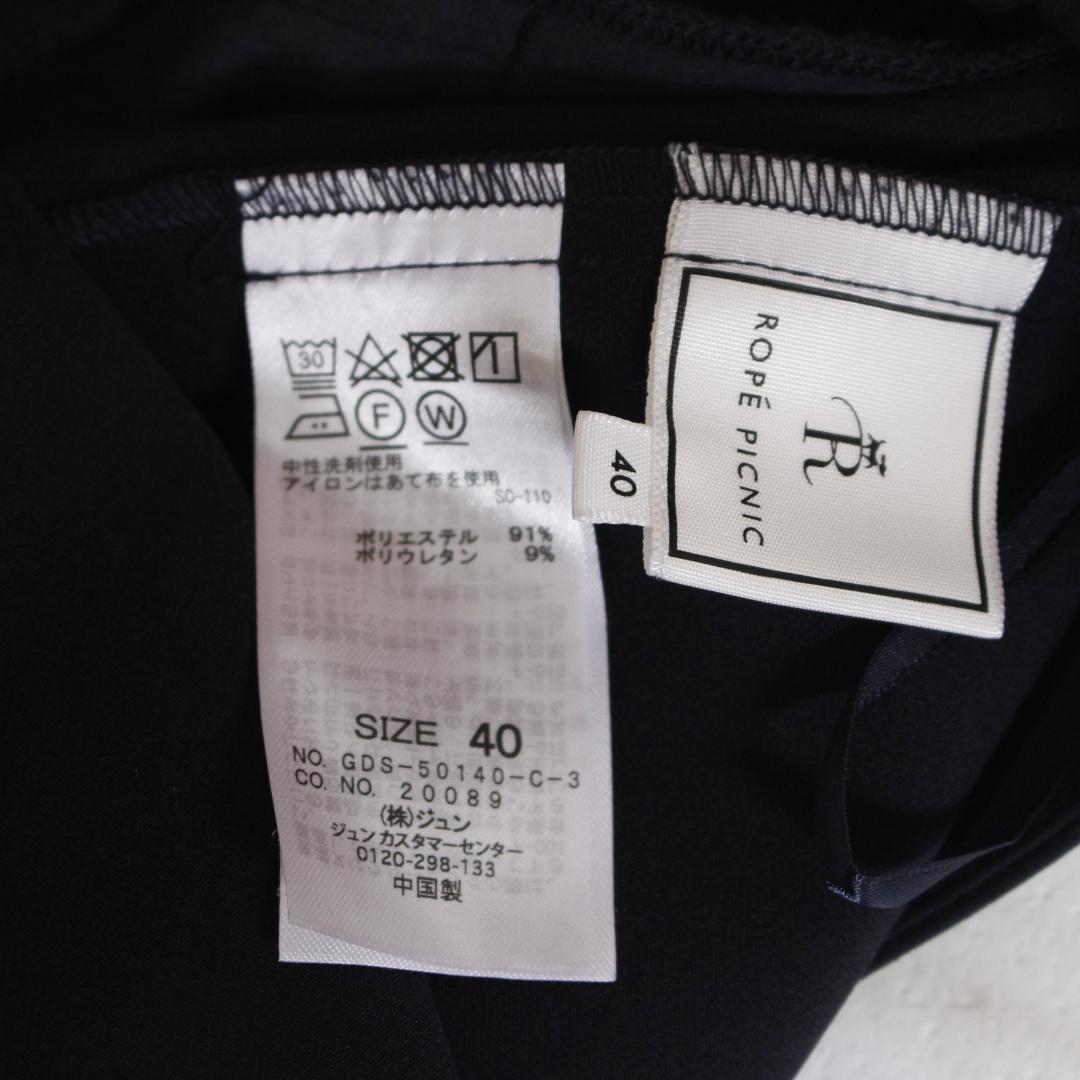 30
F W
中性洗剤使用
アイロンはあて布を使用
SC-110
ポリエステル 91%
ポリウレタン 9%
SIZE 40
NO. GDS-50140-C-3
CO. NO. 20089
(株)ジュン
ジュンカスタマーセンター
0120-298-133
中国製
40
R
ROPÉ PICNIC